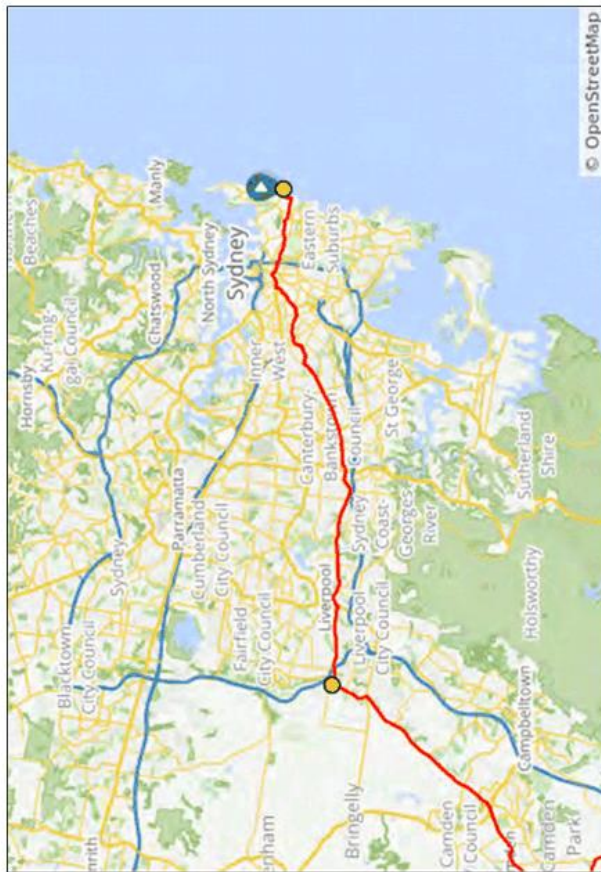 Hornsby
Ku-ring-
gai Council
Beaches
Manly
Chatswood
North Sydney
Sydney
Eastern
Suburbs
Inner
West
Parramatta
Sydney
Blacktown
City Council
Cumberland
City Council
Fairfield
City Council
Canterbury-
Bankstown
Council
St George
Liverpool
Liverpool
City Council
Sydney
Coast-
Georges
River
Sutherland
Shire
Holsworthy
Campbelltown
Bringelly
Camden
Camden
Park
© OpenStreetMap